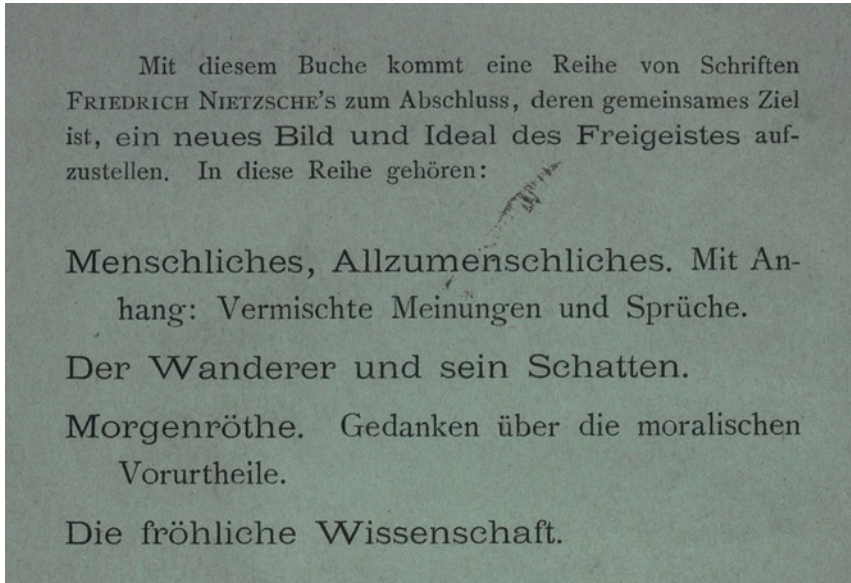 Mit diesem Buche kommt eine Reihe von Schriften
FRIEDRICH NIETZSCHE'S zum Abschluss, deren gemeinsames Ziel
ist, ein neues Bild und Ideal des Freigeistes auf-
zustellen. In diese Reihe gehören:
Menschliches, Allzumenschliches. Mit An-
hang: Vermischte Meinungen und Sprüche.
Der Wanderer und sein Schatten.
Morgenröthe. Gedanken über die moralischen
Vorurtheile.
Die fröhliche Wissenschaft.